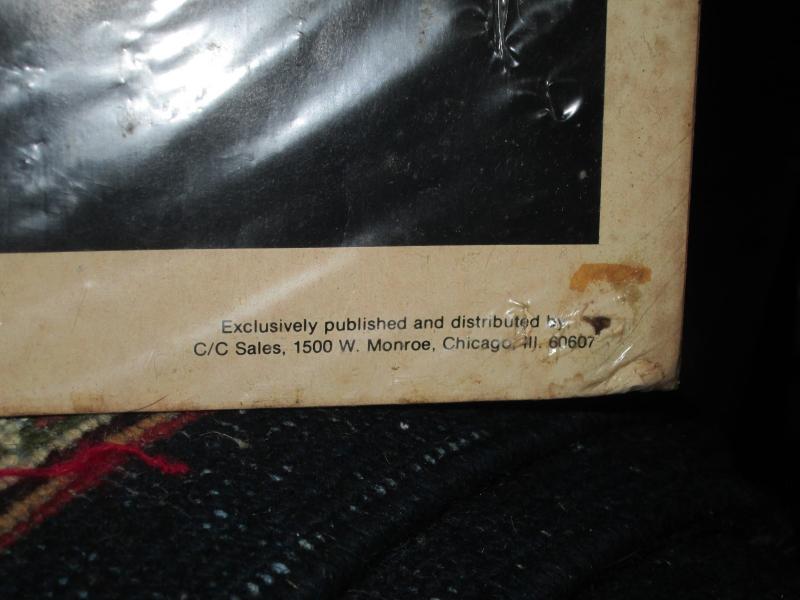 Exclusively published and distributed by
C/C Sales, 1500 W. Monroe, Chicago, Ill. 60607